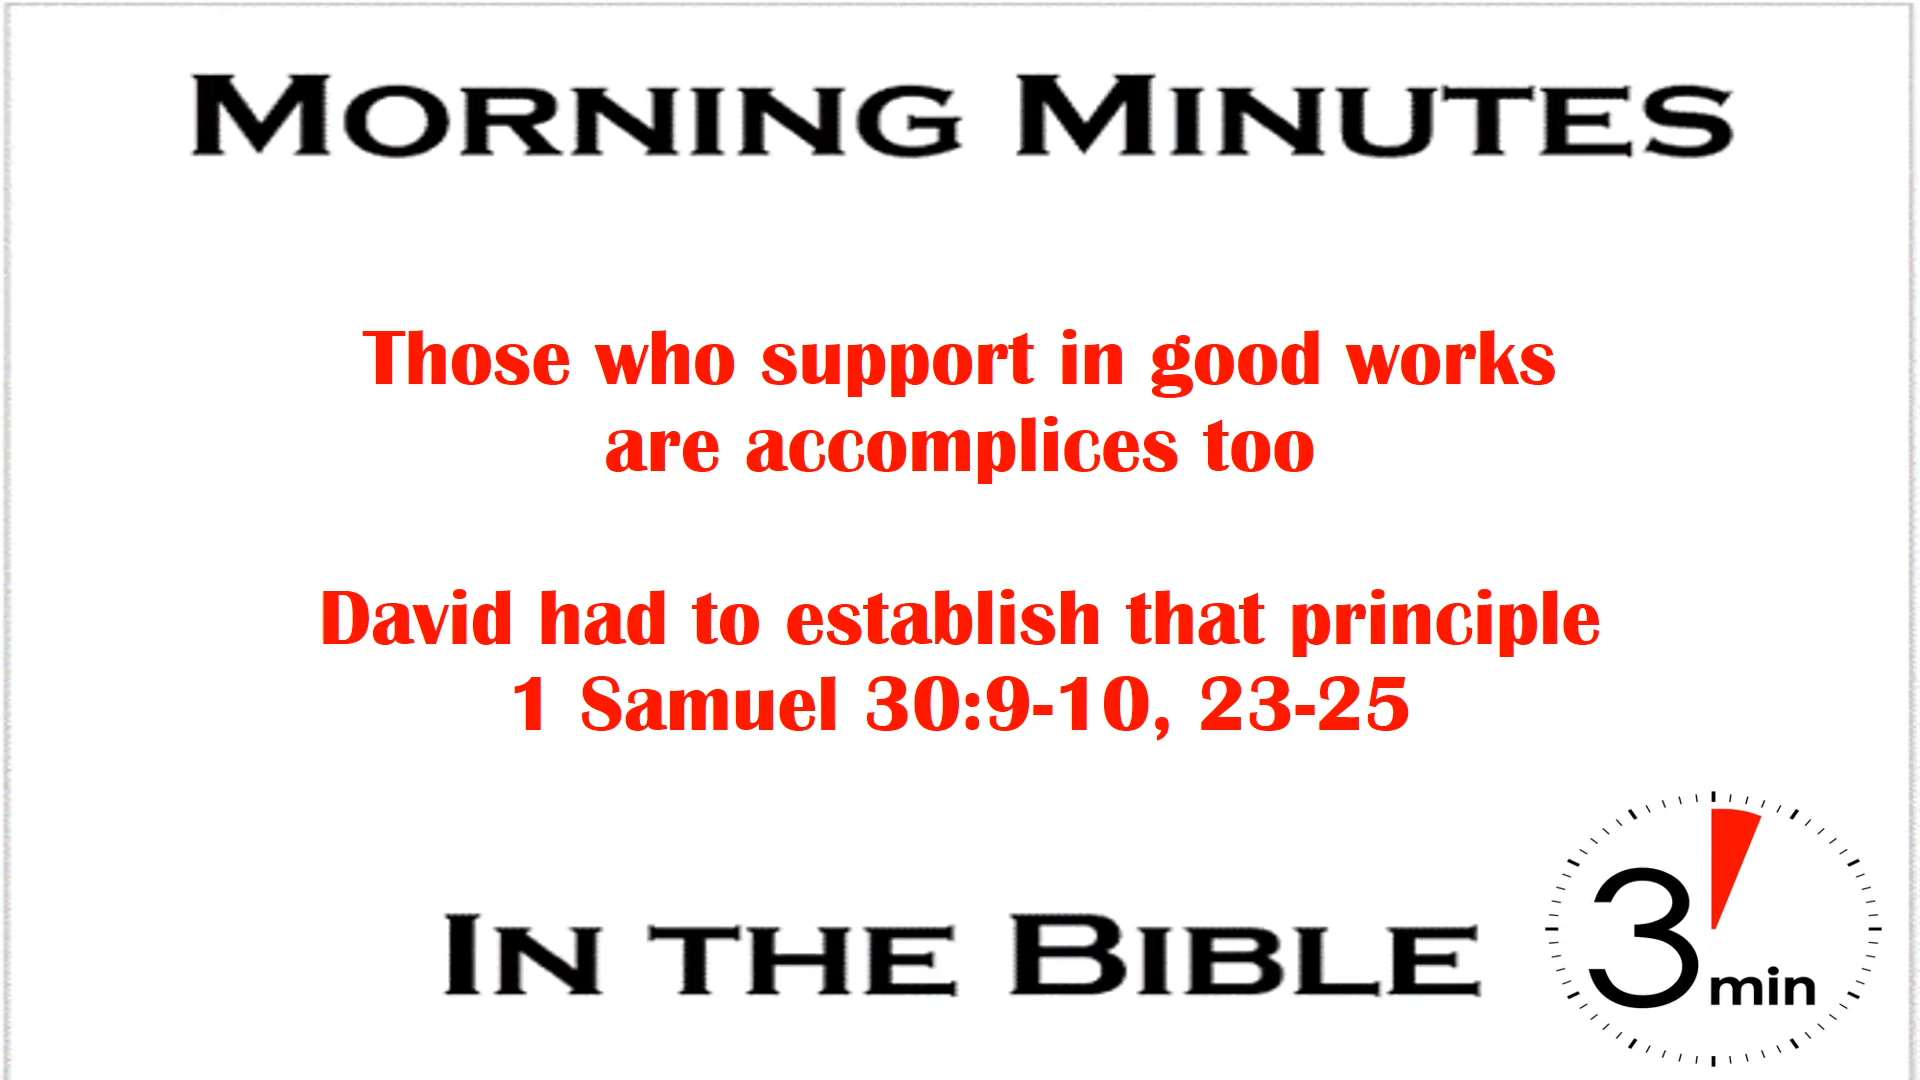 MORNING MINUTES
Those who support in good works
are accomplices too
David had to establish that principle
1 Samuel 30:9-10, 23-25
IN THE BIBLE
3 min